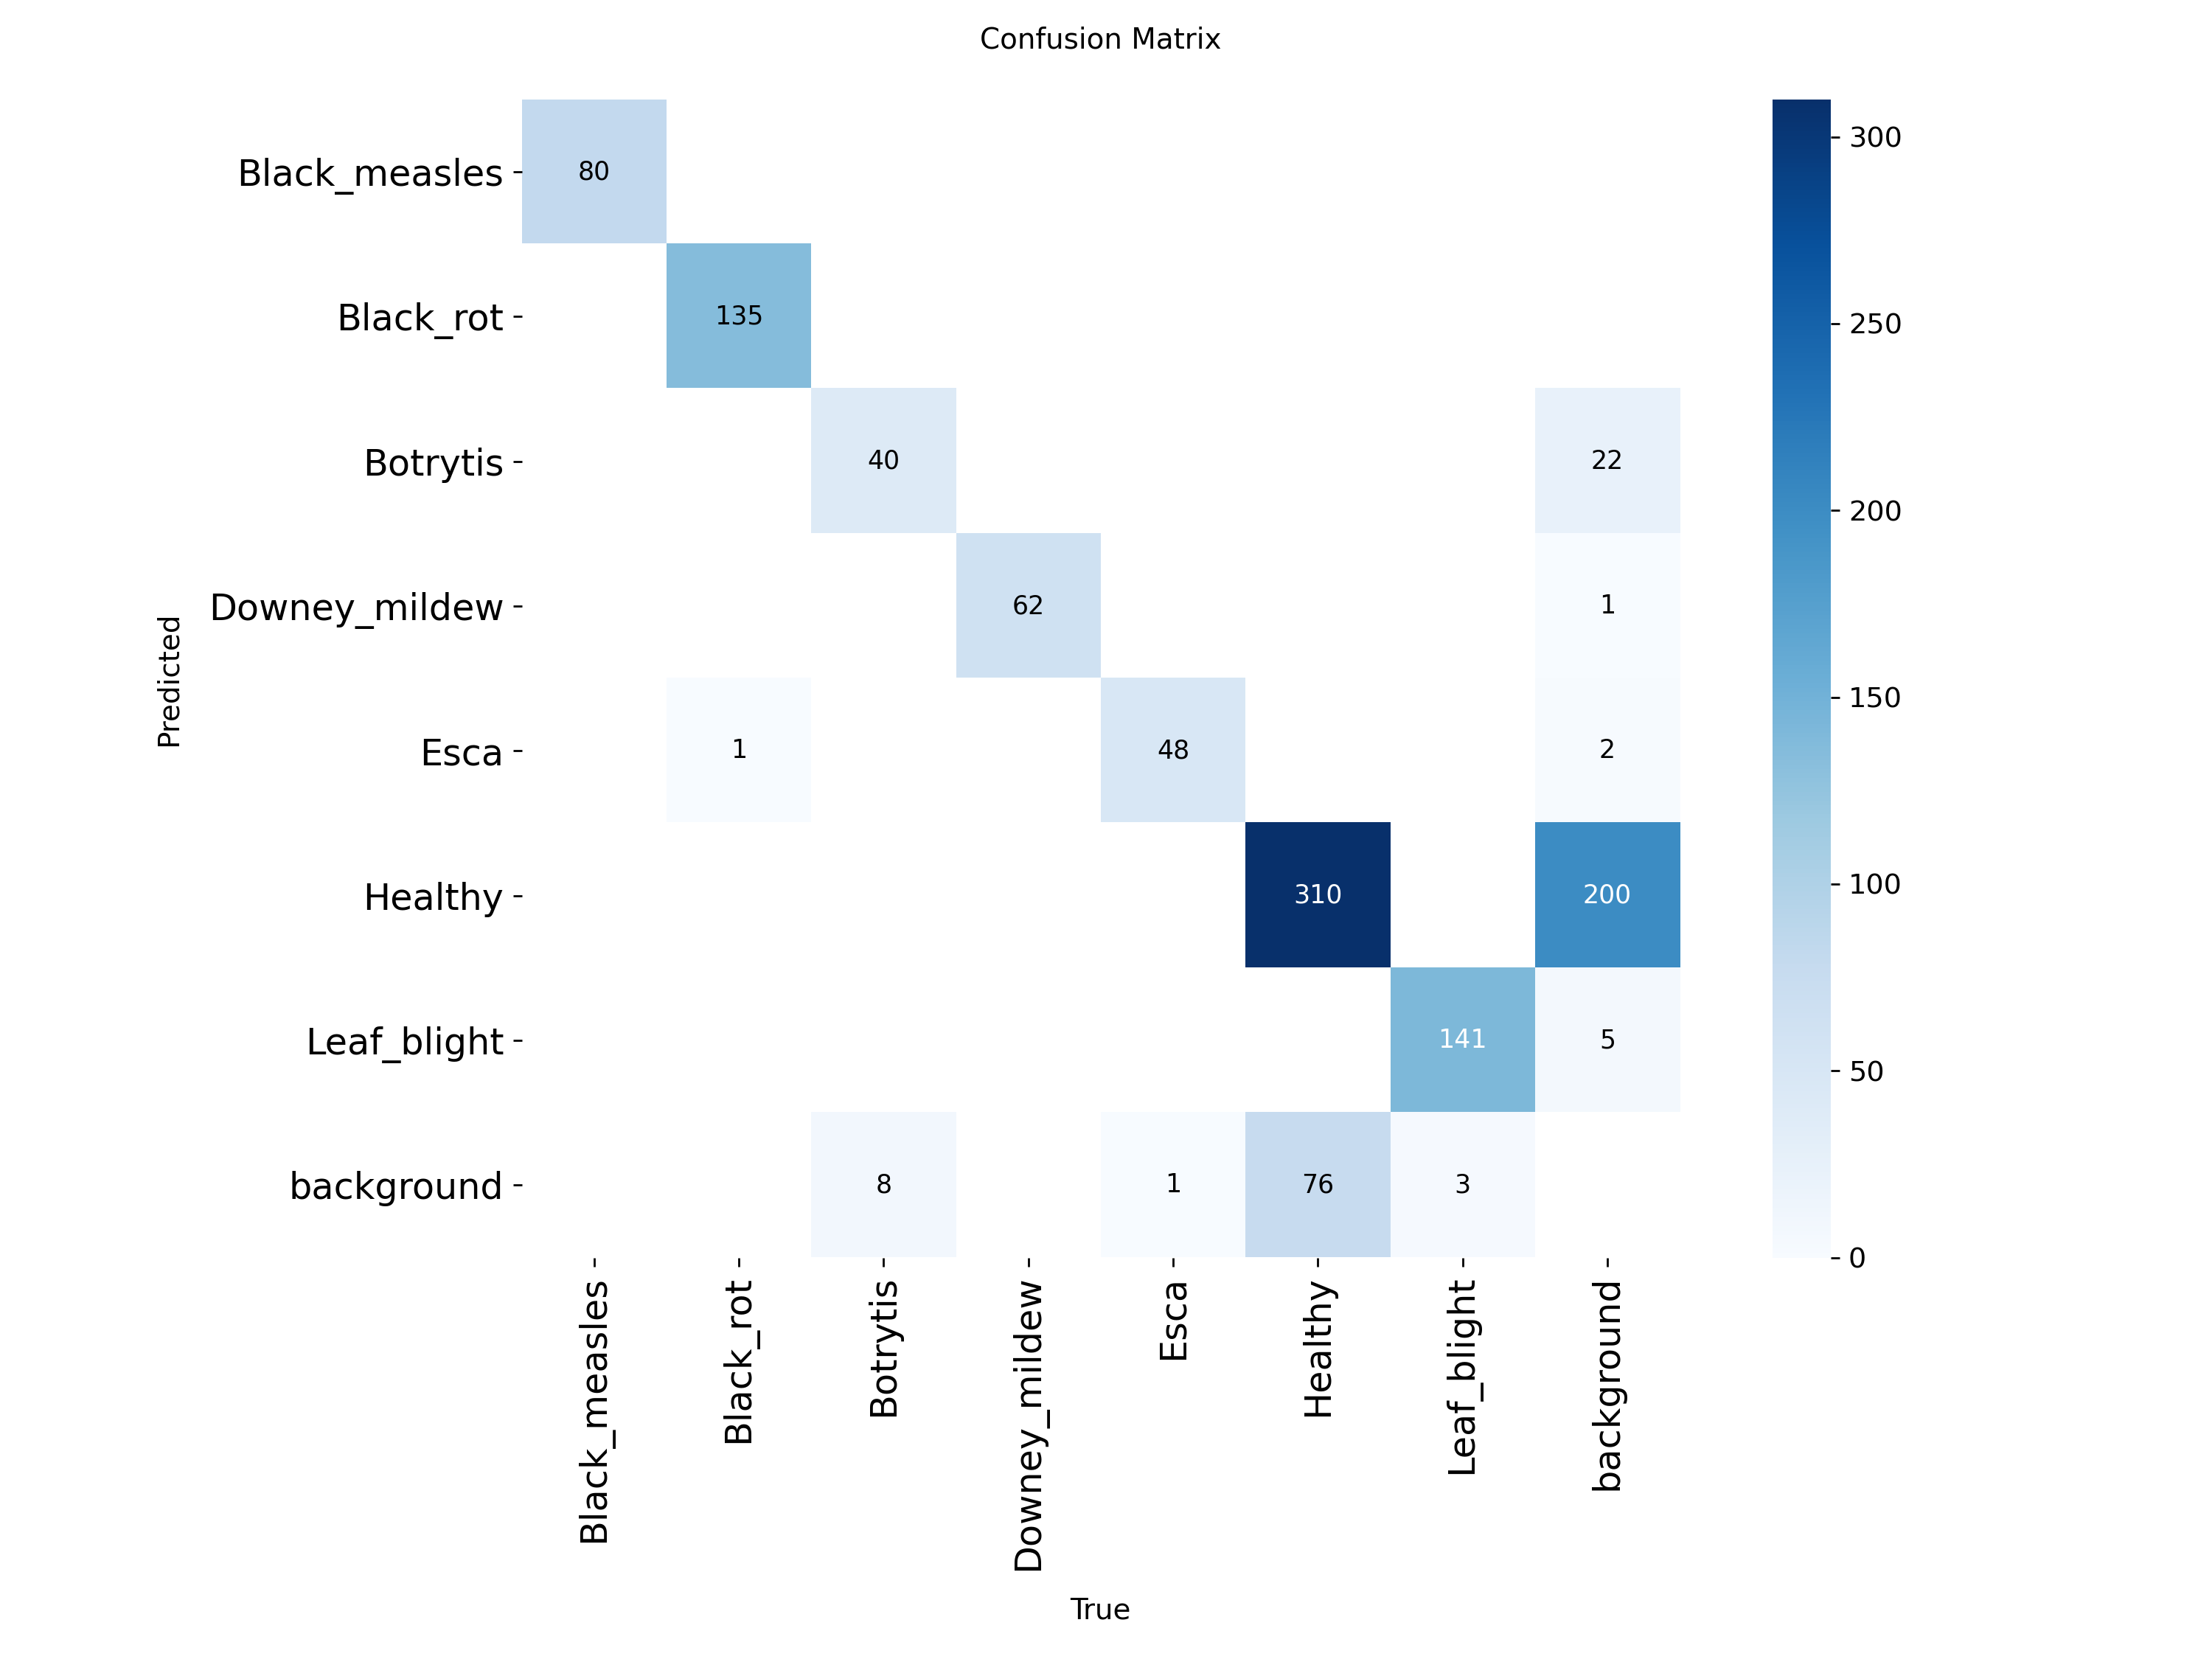 Confusion Matrix
Black_measles
80
Black_rot
135
Botrytis
40
22
Downey_mildew
62
1
Esca
1
48
2
Healthy
310
200
Leaf_blight
141
5
background
8
1
76
3
Predicted
Black_measles
Black_rot
Botrytis
Downey_mildew
Esca
Healthy
Leaf_blight
background
True
300
250
200
150
100
50
0